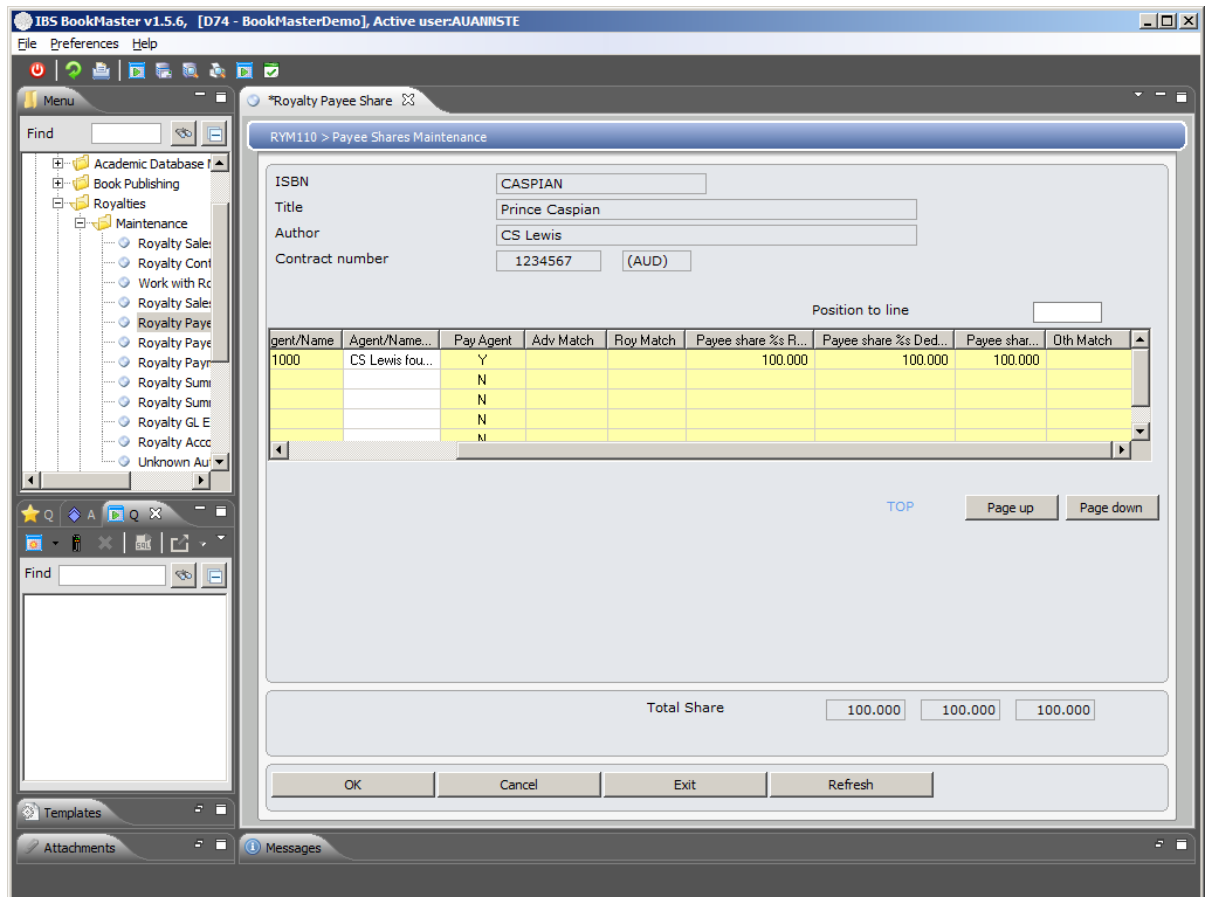 IBS BookMaster v1.5.6, [D74 - BookMasterDemo], Active user:AUANNSTE
File Preferences Help
Menu
*Royalty Payee Share
Find
RYM110 > Payee Shares Maintenance
Academic Database
Book Publishing
Royalties
Maintenance
Royalty Sale
Royalty Cont
Work with Ro
Royalty Sale
Royalty Paye
Royalty Paye
Royalty Paym
Royalty Summ
Royalty Summ
Royalty GL E
Royalty Acco
Unknown Au
ISBN CASPIAN
Title Prince Caspian
Author CS Lewis
Contract number 1234567 (AUD)
Position to line
gent/Name Agent/Name... Pay Agent Adv Match Roy Match Payee share %s R... Payee share %s Ded... Payee shar... Oth Match
1000 CS Lewis fou... Y 100.000 100.000 100.000
N
N
N
N
TOP Page up Page down
Q A Q
Find
Total Share 100.000 100.000 100.000
OK Cancel Exit Refresh
Templates
Attachments
Messages